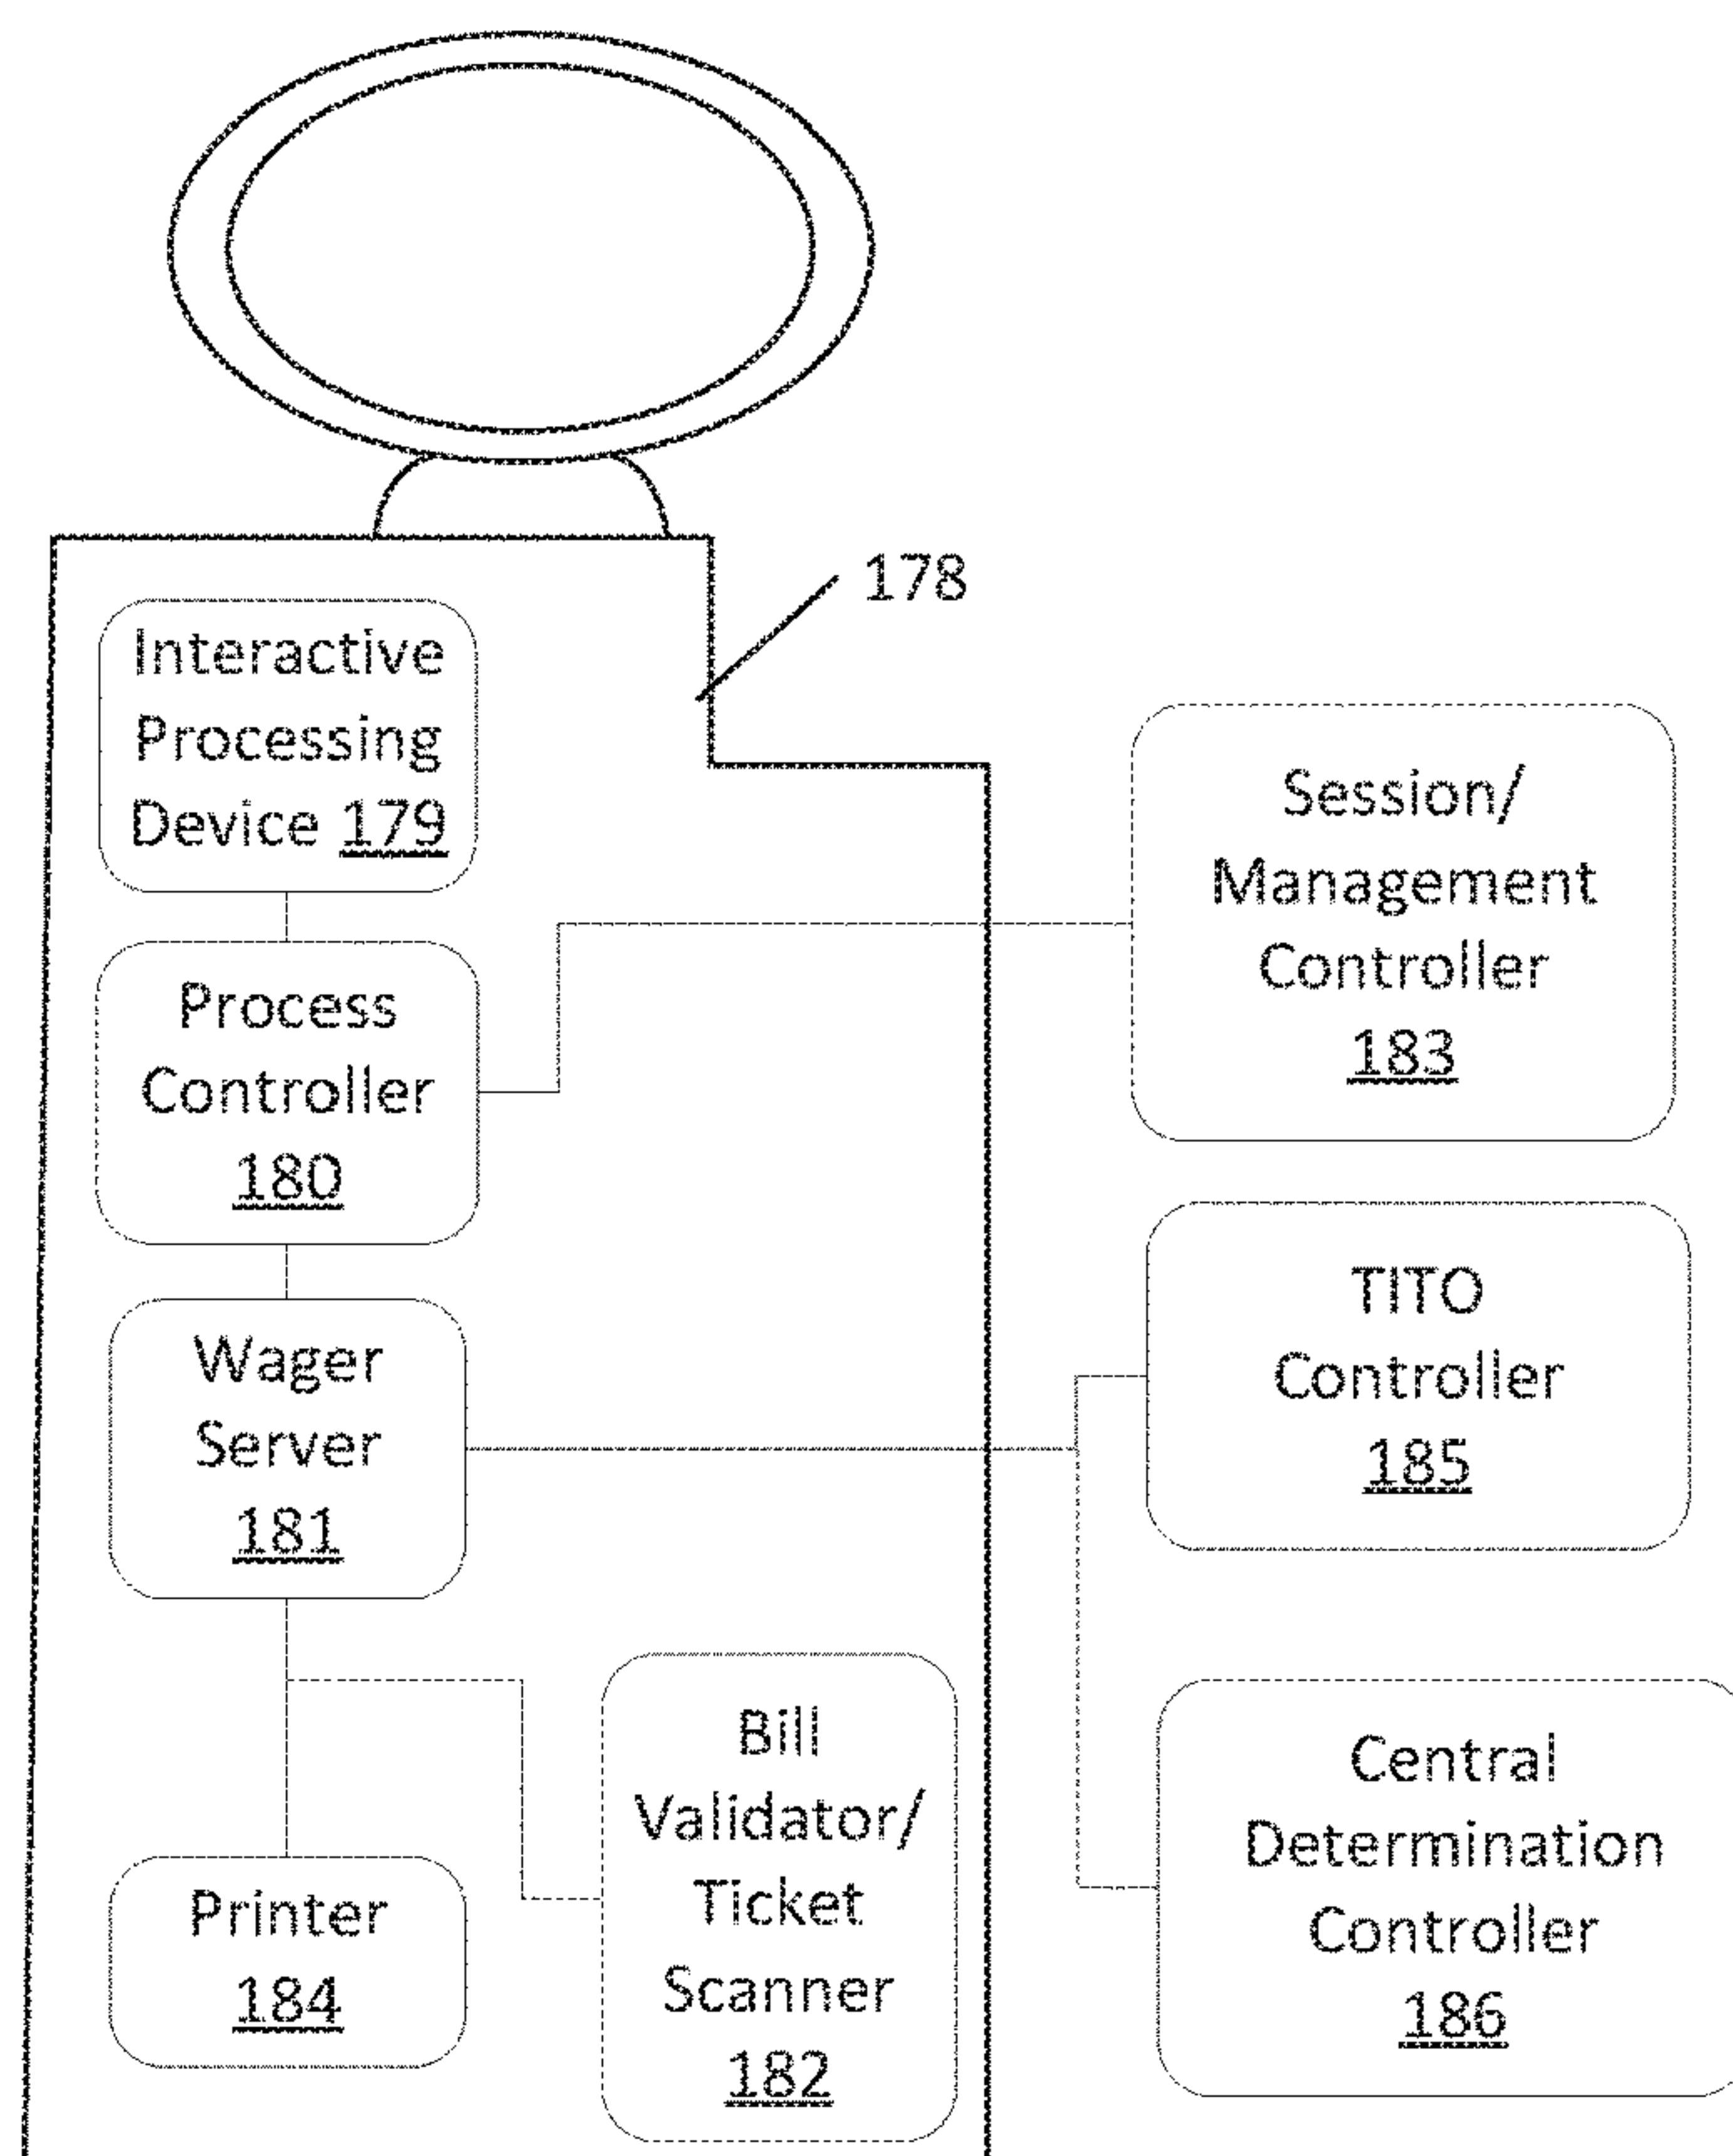 178
Interactive
Processing
Device 179
Process
Controller
180
Wager
Server
181
Printer
184
Bill
Validator/
Ticket
Scanner
182
Session/
Management
Controller
183
TITO
Controller
185
Central
Determination
Controller
186